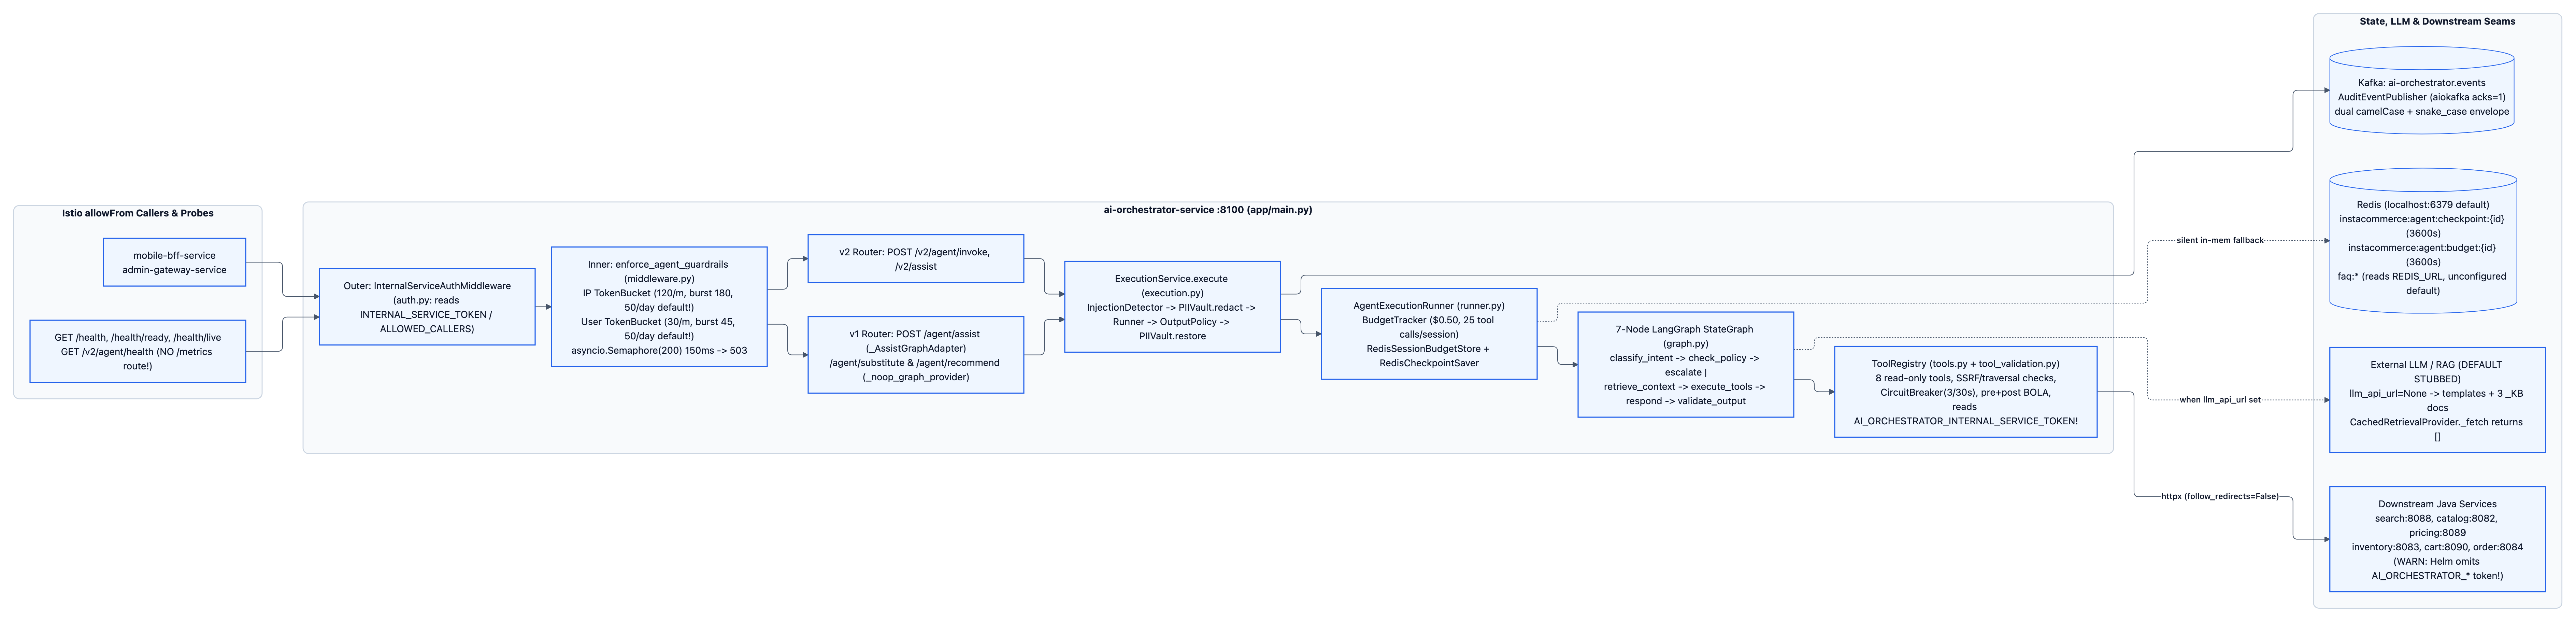 Istio allowFrom Callers & Probes
mobile-bff-service
admin-gateway-service
GET /health, /health/ready, /health/live
GET /v2/agent/health (NO /metrics
route!)
ai-orchestrator-service :8100 (app/main.py)
Outer: InternalServiceAuthMiddleware
(auth.py: reads
INTERNAL_SERVICE_TOKEN /
ALLOWED_CALLERS)
Inner: enforce_agent_guardrails
(middleware.py)
IP TokenBucket (120/m, burst 180,
50/day default!)
User TokenBucket (30/m, burst 45,
50/day default!)
asyncio.Semaphore(200) 150ms -> 503
v2 Router: POST /v2/agent/invoke,
/v2/assist
v1 Router: POST /agent/assist
(_AssistGraphAdapter)
/agent/substitute & /agent/recommend
(_noop_graph_provider)
ExecutionService.execute
(execution.py)
InjectionDetector -> PIIVault.redact ->
Runner -> OutputPolicy ->
PIIVault.restore
AgentExecutionRunner (runner.py)
BudgetTracker ($0.50, 25 tool
calls/session)
RedisSessionBudgetStore +
RedisCheckpointSaver
7-Node LangGraph StateGraph
(graph.py)
classify_intent -> check_policy ->
escalate |
retrieve_context -> execute_tools ->
respond -> validate_output
ToolRegistry (tools.py + tool_validation.py)
8 read-only tools, SSRF/traversal checks,
CircuitBreaker(3/30s), pre+post BOLA,
reads
AI_ORCHESTRATOR_INTERNAL_SERVICE_TOKEN!
silent in-mem fallback
when llm_api_url set
httpx (follow_redirects=False)
State, LLM & Downstream Seams
Kafka: ai-orchestrator.events
AuditEventPublisher (aiokafka acks=1)
dual camelCase + snake_case envelope
Redis (localhost:6379 default)
instacommerce:agent:checkpoint:{id}
(3600s)
instacommerce:agent:budget:{id}
(3600s)
faq:* (reads REDIS_URL, unconfigured
default)
External LLM / RAG (DEFAULT
STUBBED)
llm_api_url=None -> templates + 3 _KB
docs
CachedRetrievalProvider._fetch returns
[]
Downstream Java Services
search:8088, catalog:8082,
pricing:8089
inventory:8083, cart:8090, order:8084
(WARN: Helm omits
AI_ORCHESTRATOR_* token!)